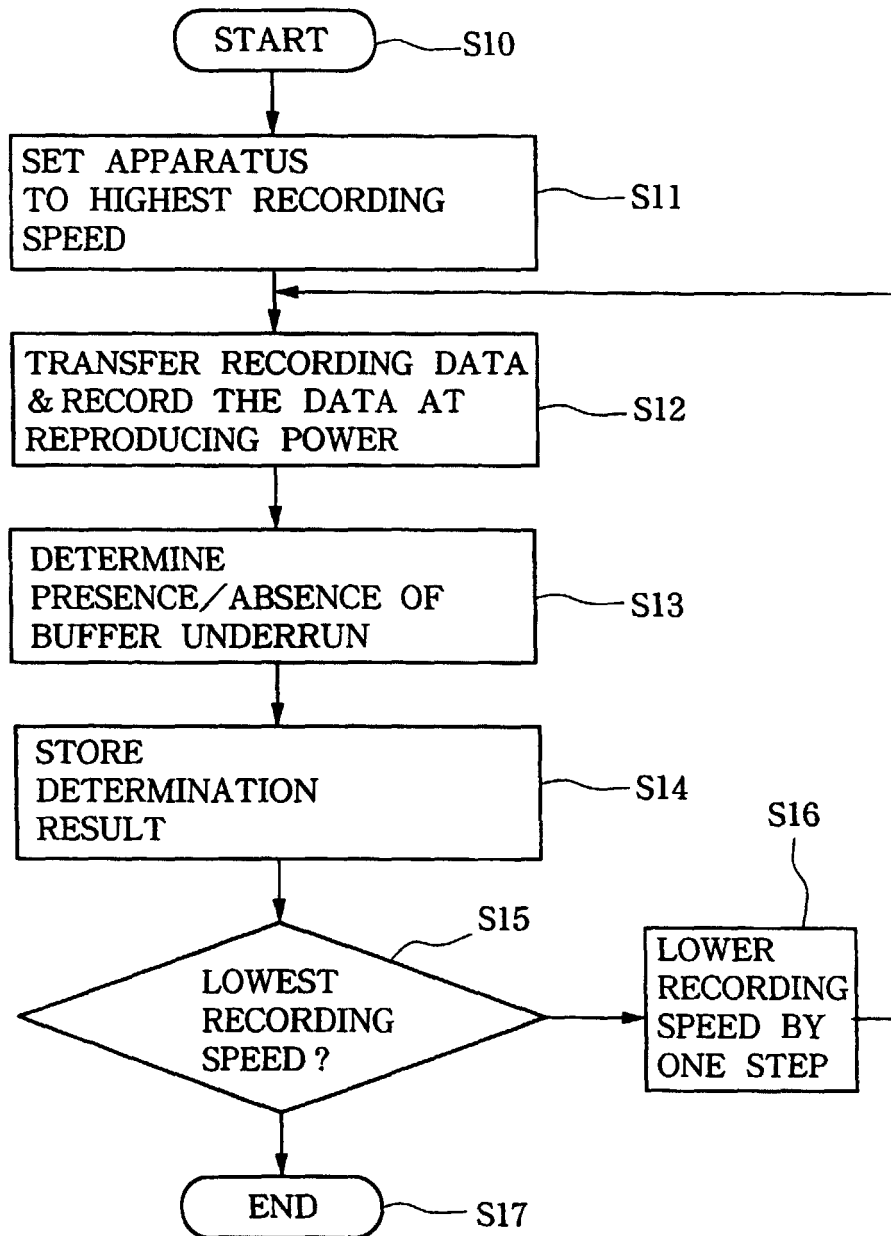 START
S10
SET APPARATUS
TO HIGHEST RECORDING
SPEED
S11
TRANSFER RECORDING DATA
& RECORD THE DATA AT
REPRODUCING POWER
S12
DETERMINE
PRESENCE/ABSENCE OF
BUFFER UNDERRUN
S13
STORE
DETERMINATION
RESULT
S14
LOWEST
RECORDING
SPEED?
S15
LOWER
RECORDING
SPEED BY
ONE STEP
S16
END
S17